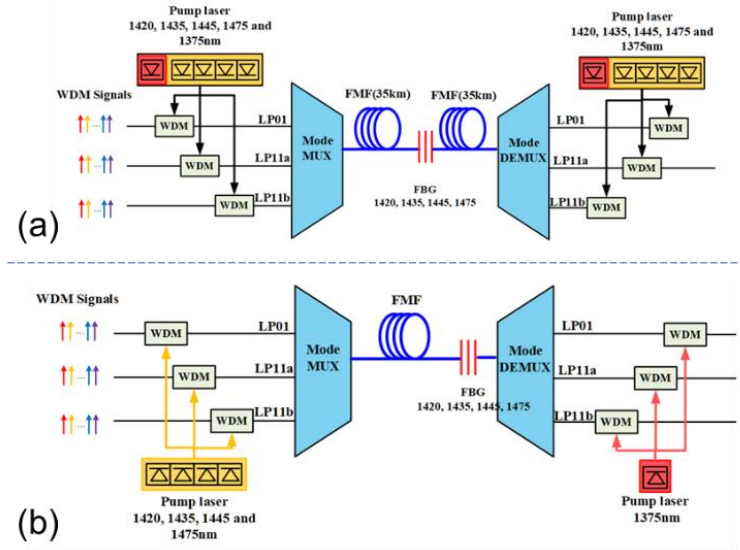 Pump laser
1420, 1435, 1445, 1475 and
1375nm
Pump laser
1420, 1435, 1445, 1475 and
1375nm
WDM Signals
FMF(35km)
FMF(35km)
WDM
LP01
LP01
WDM
WDM
LP11a
Mode
MUX
Mode
DEMUX
LP11a
WDM
WDM
LP11b
FBG
1420, 1435, 1445, 1475
LP11b
WDM
(a)
WDM Signals
FMF
WDM
LP01
LP01
WDM
WDM
LP11a
Mode
MUX
Mode
DEMUX
LP11a
WDM
FBG
1420, 1435, 1445, 1475
WDM
LP11b
LP11b
WDM
Pump laser
1420, 1435, 1445 and
1475nm
Pump laser
1375nm
(b)